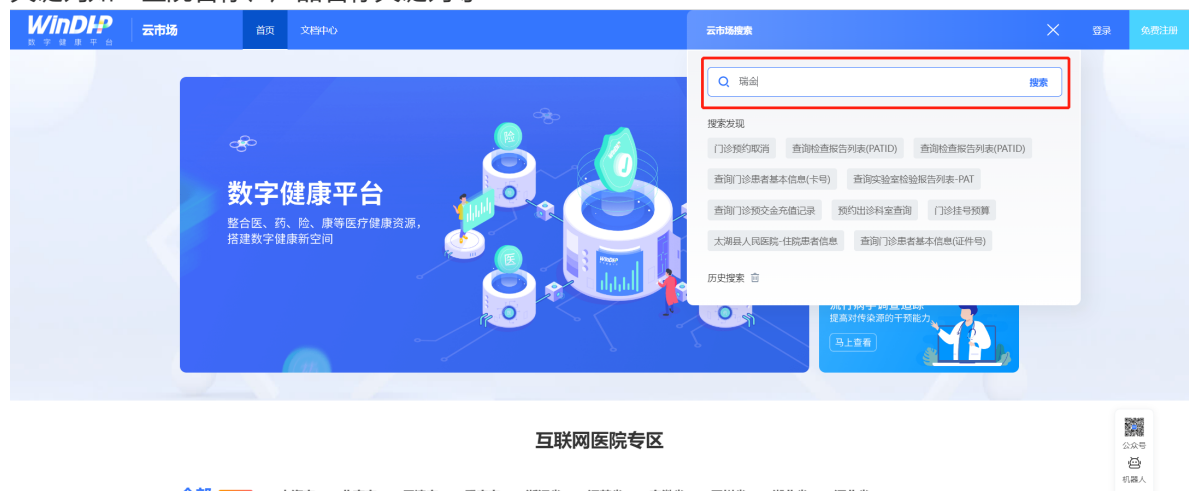 WinDHP 云市场 首页 文档中心 云市场搜索 登录 免费注册
数字健康平台
瑞金 搜索
搜索发现
门诊预约取消 查询检查报告列表(PATID) 查询检查报告列表(PATID)
查询门诊患者基本信息(卡号) 查询实验室检验报告列表-PAT
查询门诊预交金充值记录 预约出诊科室查询 门诊挂号预算
太湖县人民医院-住院患者信息 查询门诊患者基本信息(证件号)
历史搜索
险
数字健康平台
整合医、药、险、康等医疗健康资源，
搭建数字健康新空间
医
WinDHP
提高对传染源的干预能力
马上查看
互联网医院专区
公众号
机器人